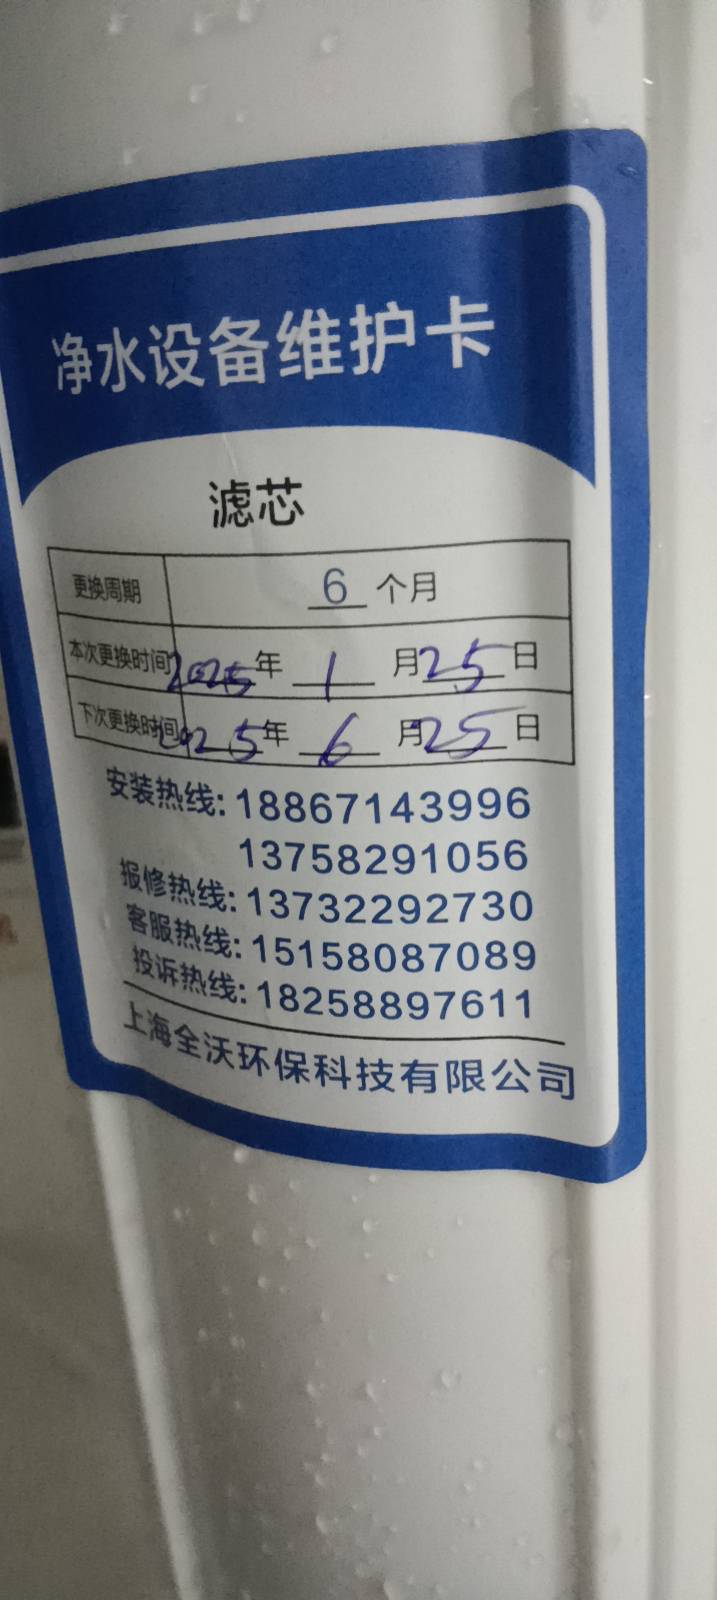 净水设备维护卡
滤芯
更换周期 6 个月
本次更换时间 2025 年 1 月 25 日
下次更换时间 2025 年 6 月 25 日
安装热线: 18867143996
13758291056
报修热线: 13732292730
客服热线: 15158087089
投诉热线: 18258897611
上海全沃环保科技有限公司